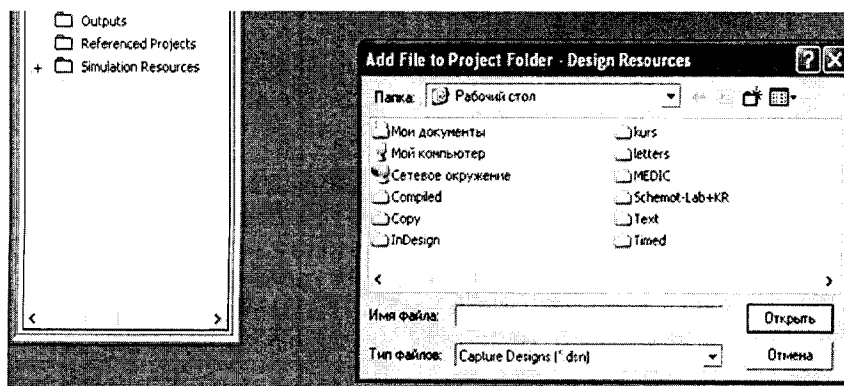 Outputs
Referenced Projects
+ Simulation Resources
Add File to Project Folder - Design Resources
Папка: Рабочий стол
Мои документы
Мой компьютер
Сетевое окружение
Compiled
Copy
InDesign
kurs
letters
MEDIC
Schemot-Lab+KR
Text
Timed
Имя файла:
Открыть
Тип файлов: Capture Designs (*.dsn)
Отмена